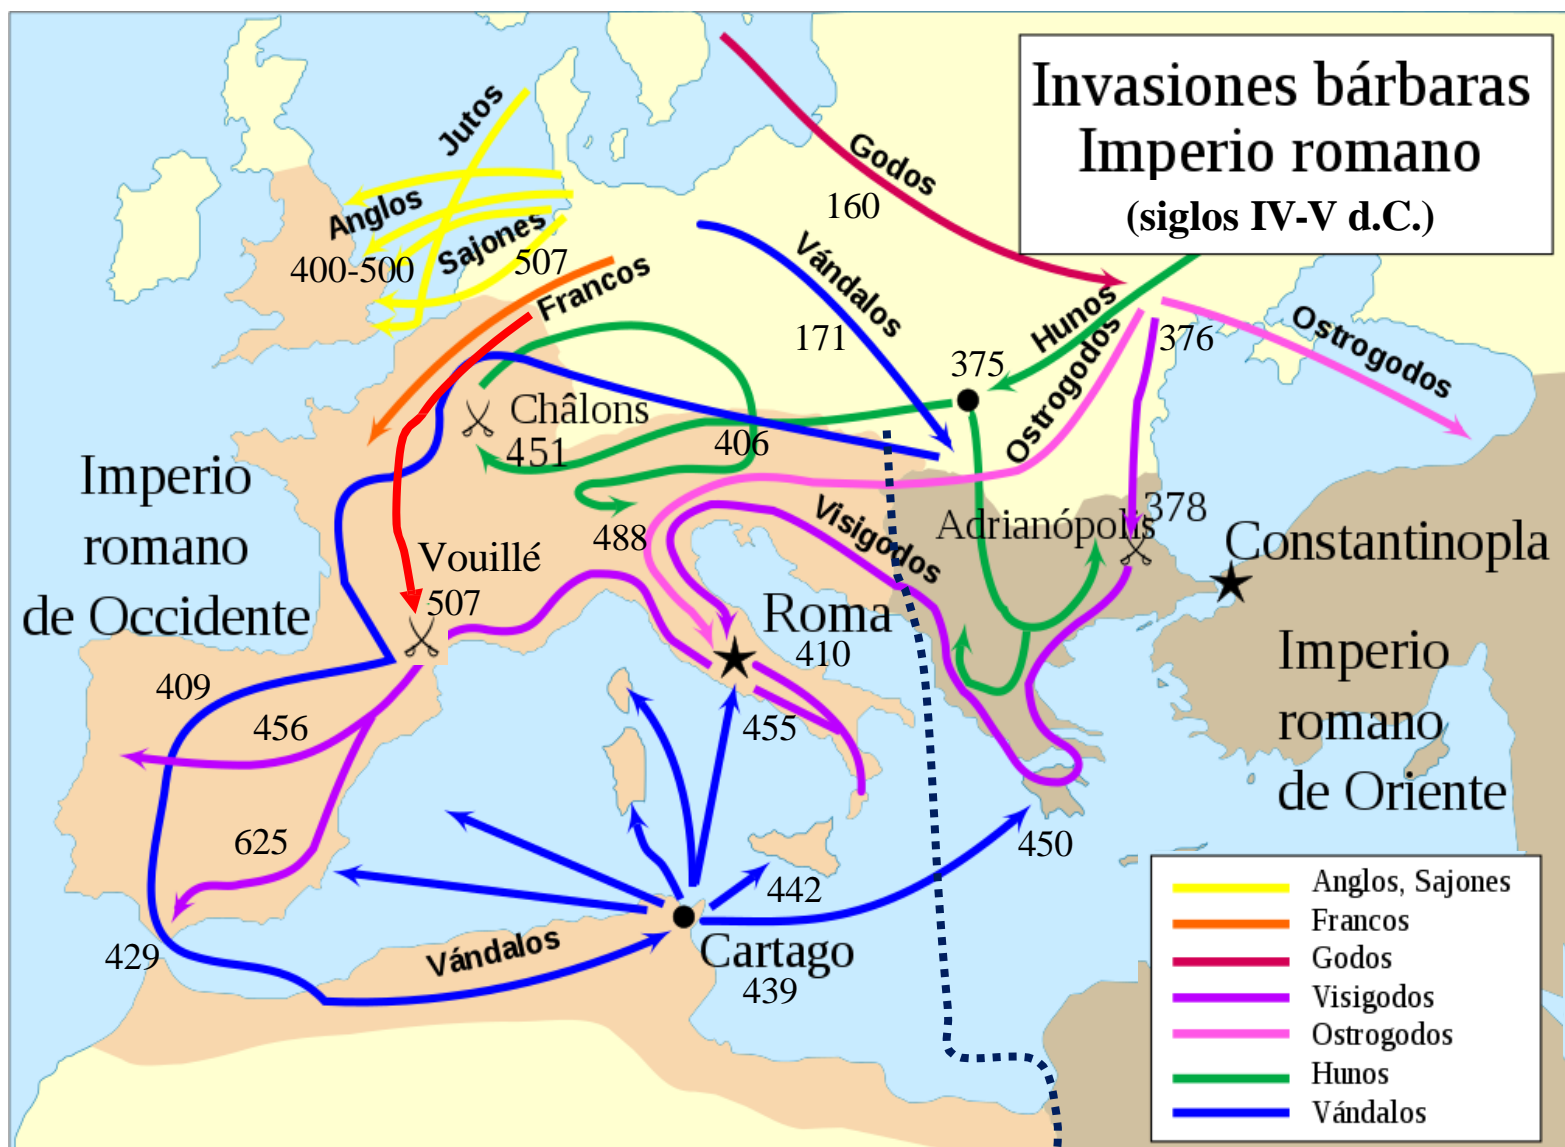 Invasiones bárbaras
Imperio romano
(siglos IV-V d.C.)
Jutos
Anglos
Sajones
400-500
507
Francos
Godos
160
Vándalos
171
Hunos
Ostrogodos
376
Ostrogodos
375
Châlons
451
406
Imperio
romano
de Occidente
Vouillé
507
488
Visigodos
Adrianópolis
378
Constantinopla
Roma
410
Imperio
romano
de Oriente
409
456
455
625
450
442
429
Vándalos
Cartago
439
Anglos, Sajones
Francos
Godos
Visigodos
Ostrogodos
Hunos
Vándalos